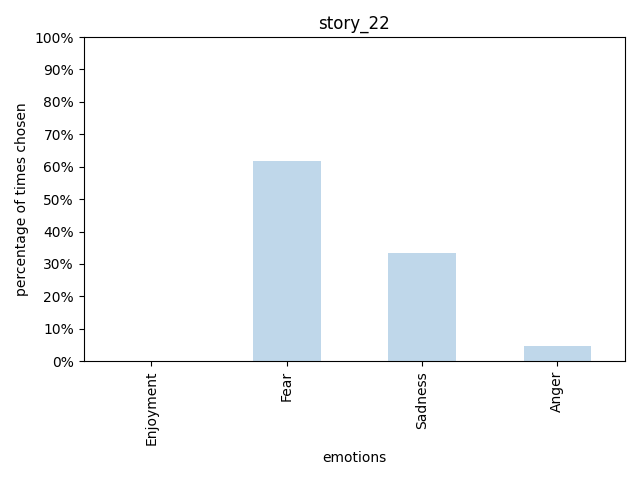 story_22
percentage of times chosen
100%
90%
80%
70%
60%
50%
40%
30%
20%
10%
0%
Enjoyment
Fear
Sadness
Anger
emotions